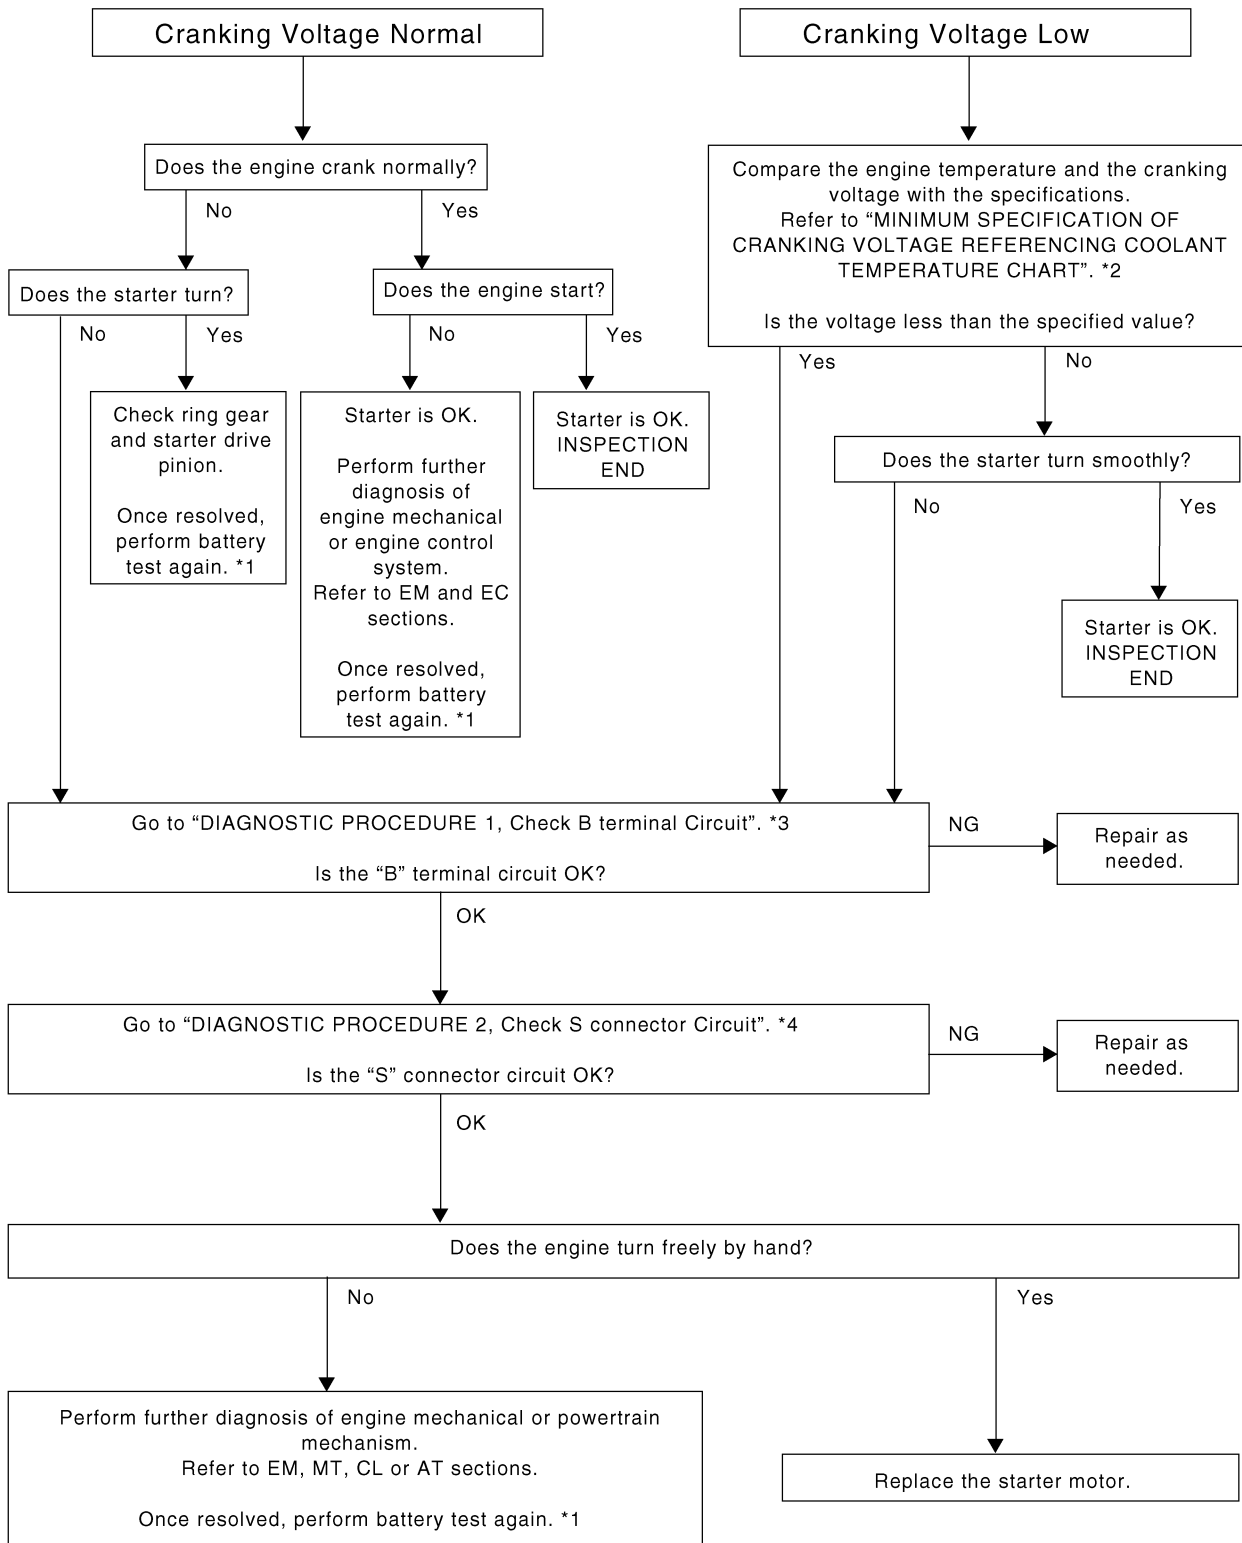 Cranking Voltage Normal
Cranking Voltage Low
Does the engine crank normally?
No
Yes
Does the starter turn?
Does the engine start?
No
Yes
No
Yes
Check ring gear
and starter drive
pinion.
Once resolved,
perform battery
test again. *1
Starter is OK.
Perform further
diagnosis of
engine mechanical
or engine control
system.
Refer to EM and EC
sections.
Once resolved,
perform battery
test again. *1
Starter is OK.
INSPECTION
END
Compare the engine temperature and the cranking
voltage with the specifications.
Refer to “MINIMUM SPECIFICATION OF
CRANKING VOLTAGE REFERENCING COOLANT
TEMPERATURE CHART”. *2
Is the voltage less than the specified value?
Yes
No
Does the starter turn smoothly?
No
Yes
Starter is OK.
INSPECTION
END
Go to “DIAGNOSTIC PROCEDURE 1, Check B terminal Circuit”. *3
Is the “B” terminal circuit OK?
NG
Repair as
needed.
OK
Go to “DIAGNOSTIC PROCEDURE 2, Check S connector Circuit”. *4
Is the “S” connector circuit OK?
NG
Repair as
needed.
OK
Does the engine turn freely by hand?
No
Yes
Perform further diagnosis of engine mechanical or powertrain
mechanism.
Refer to EM, MT, CL or AT sections.
Once resolved, perform battery test again. *1
Replace the starter motor.